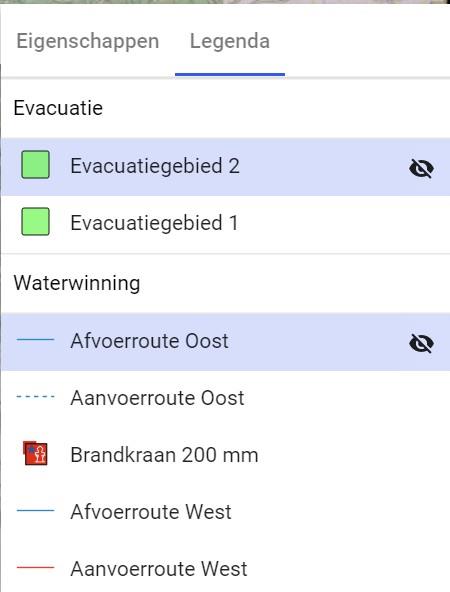 Eigenschappen Legenda
Evacuatie
Evacuatiegebied 2
Evacuatiegebied 1
Waterwinning
Afvoerroute Oost
Aanvoerroute Oost
Brandkraan 200 mm
Afvoerroute West
Aanvoerroute West